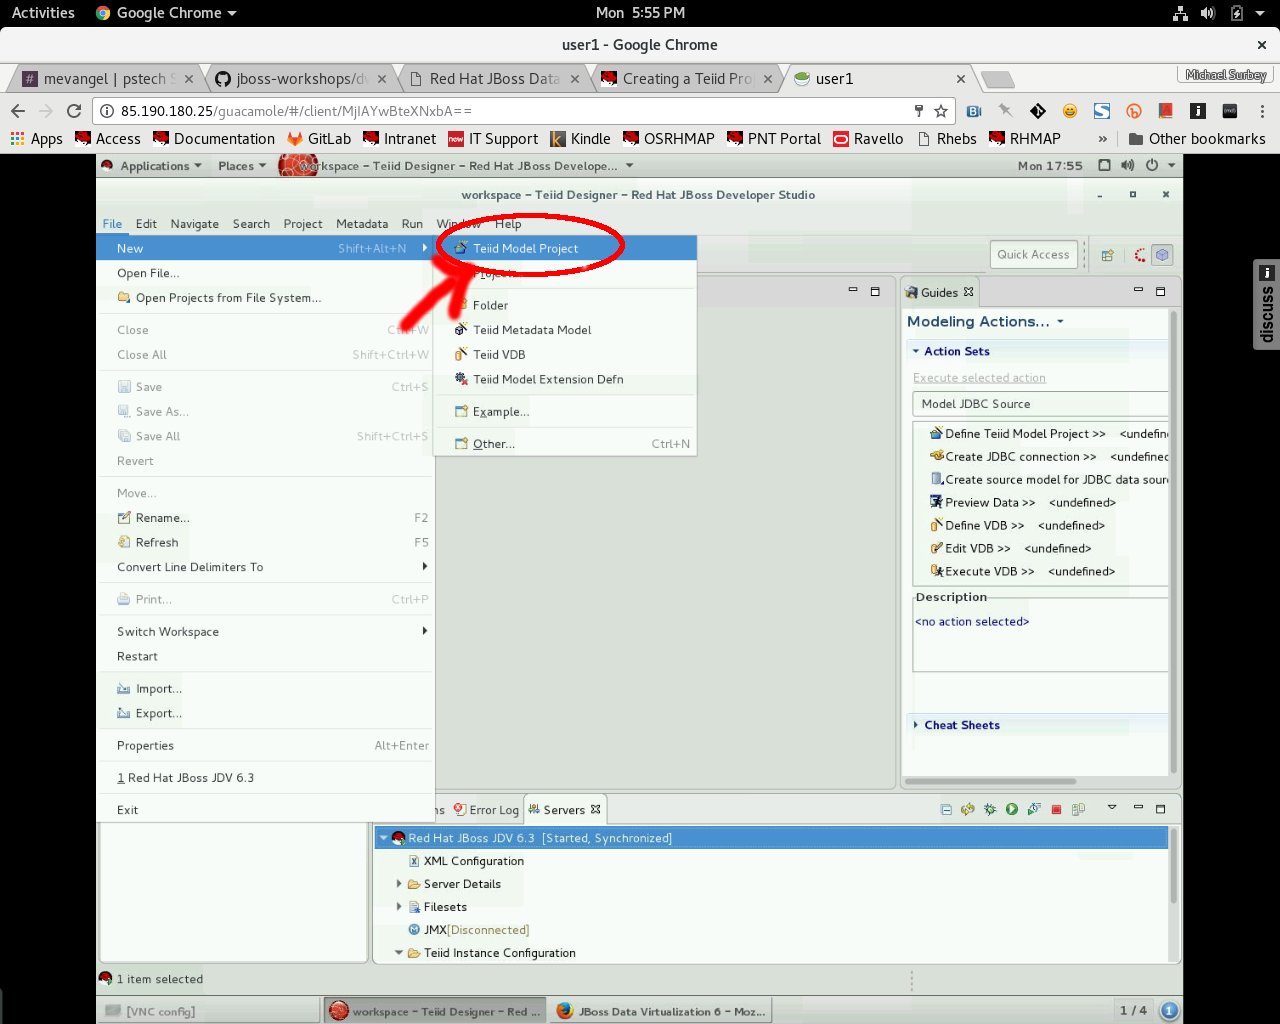 Activities Google Chrome Mon 5:55 PM
user1 - Google Chrome
mevangel | pstech jboss-workshops/dv Red Hat JBoss Data Creating a Teiid Pro user1 Michael Surbey
85.190.180.25/guacamole/#/client/MjIAYwBteXNxbA==
Apps Access Documentation GitLab Intranet IT Support Kindle OSRHMAP PNT Portal Ravello Rhebs RHMAP » Other bookmarks
Applications Places workspace – Teiid Designer – Red Hat JBoss Develope... Mon 17:55
workspace – Teiid Designer – Red Hat JBoss Developer Studio
File Edit Navigate Search Project Metadata Run Window Help
New Shift+Alt+N
Open File...
Open Projects from File System...
Close Ctrl+W
Close All Shift+Ctrl+W
Save Ctrl+S
Save As...
Save All Shift+Ctrl+S
Revert
Move...
Rename... F2
Refresh F5
Convert Line Delimiters To
Print... Ctrl+P
Switch Workspace
Restart
Import...
Export...
Properties Alt+Enter
1 Red Hat JBoss JDV 6.3
Exit
Teiid Model Project
Project...
Folder
Teiid Metadata Model
Teiid VDB
Teiid Model Extension Defn
Example...
Other... Ctrl+N
Quick Access
Guides
Modeling Actions...
Action Sets
Execute selected action
Model JDBC Source
Define Teiid Model Project >> <undefin
Create JDBC connection >> <undefined
Create source model for JDBC data sour
Preview Data >> <undefined>
Define VDB >> <undefined>
Edit VDB >> <undefined>
Execute VDB >> <undefined>
Description
<no action selected>
Cheat Sheets
discuss
ns Error Log Servers
Red Hat JBoss JDV 6.3 [Started, Synchronized]
XML Configuration
Server Details
Filesets
JMX[Disconnected]
Teiid Instance Configuration
1 item selected
[VNC config] workspace – Teiid Designer – Red ... JBoss Data Virtualization 6 – Moz... 1 / 4 1